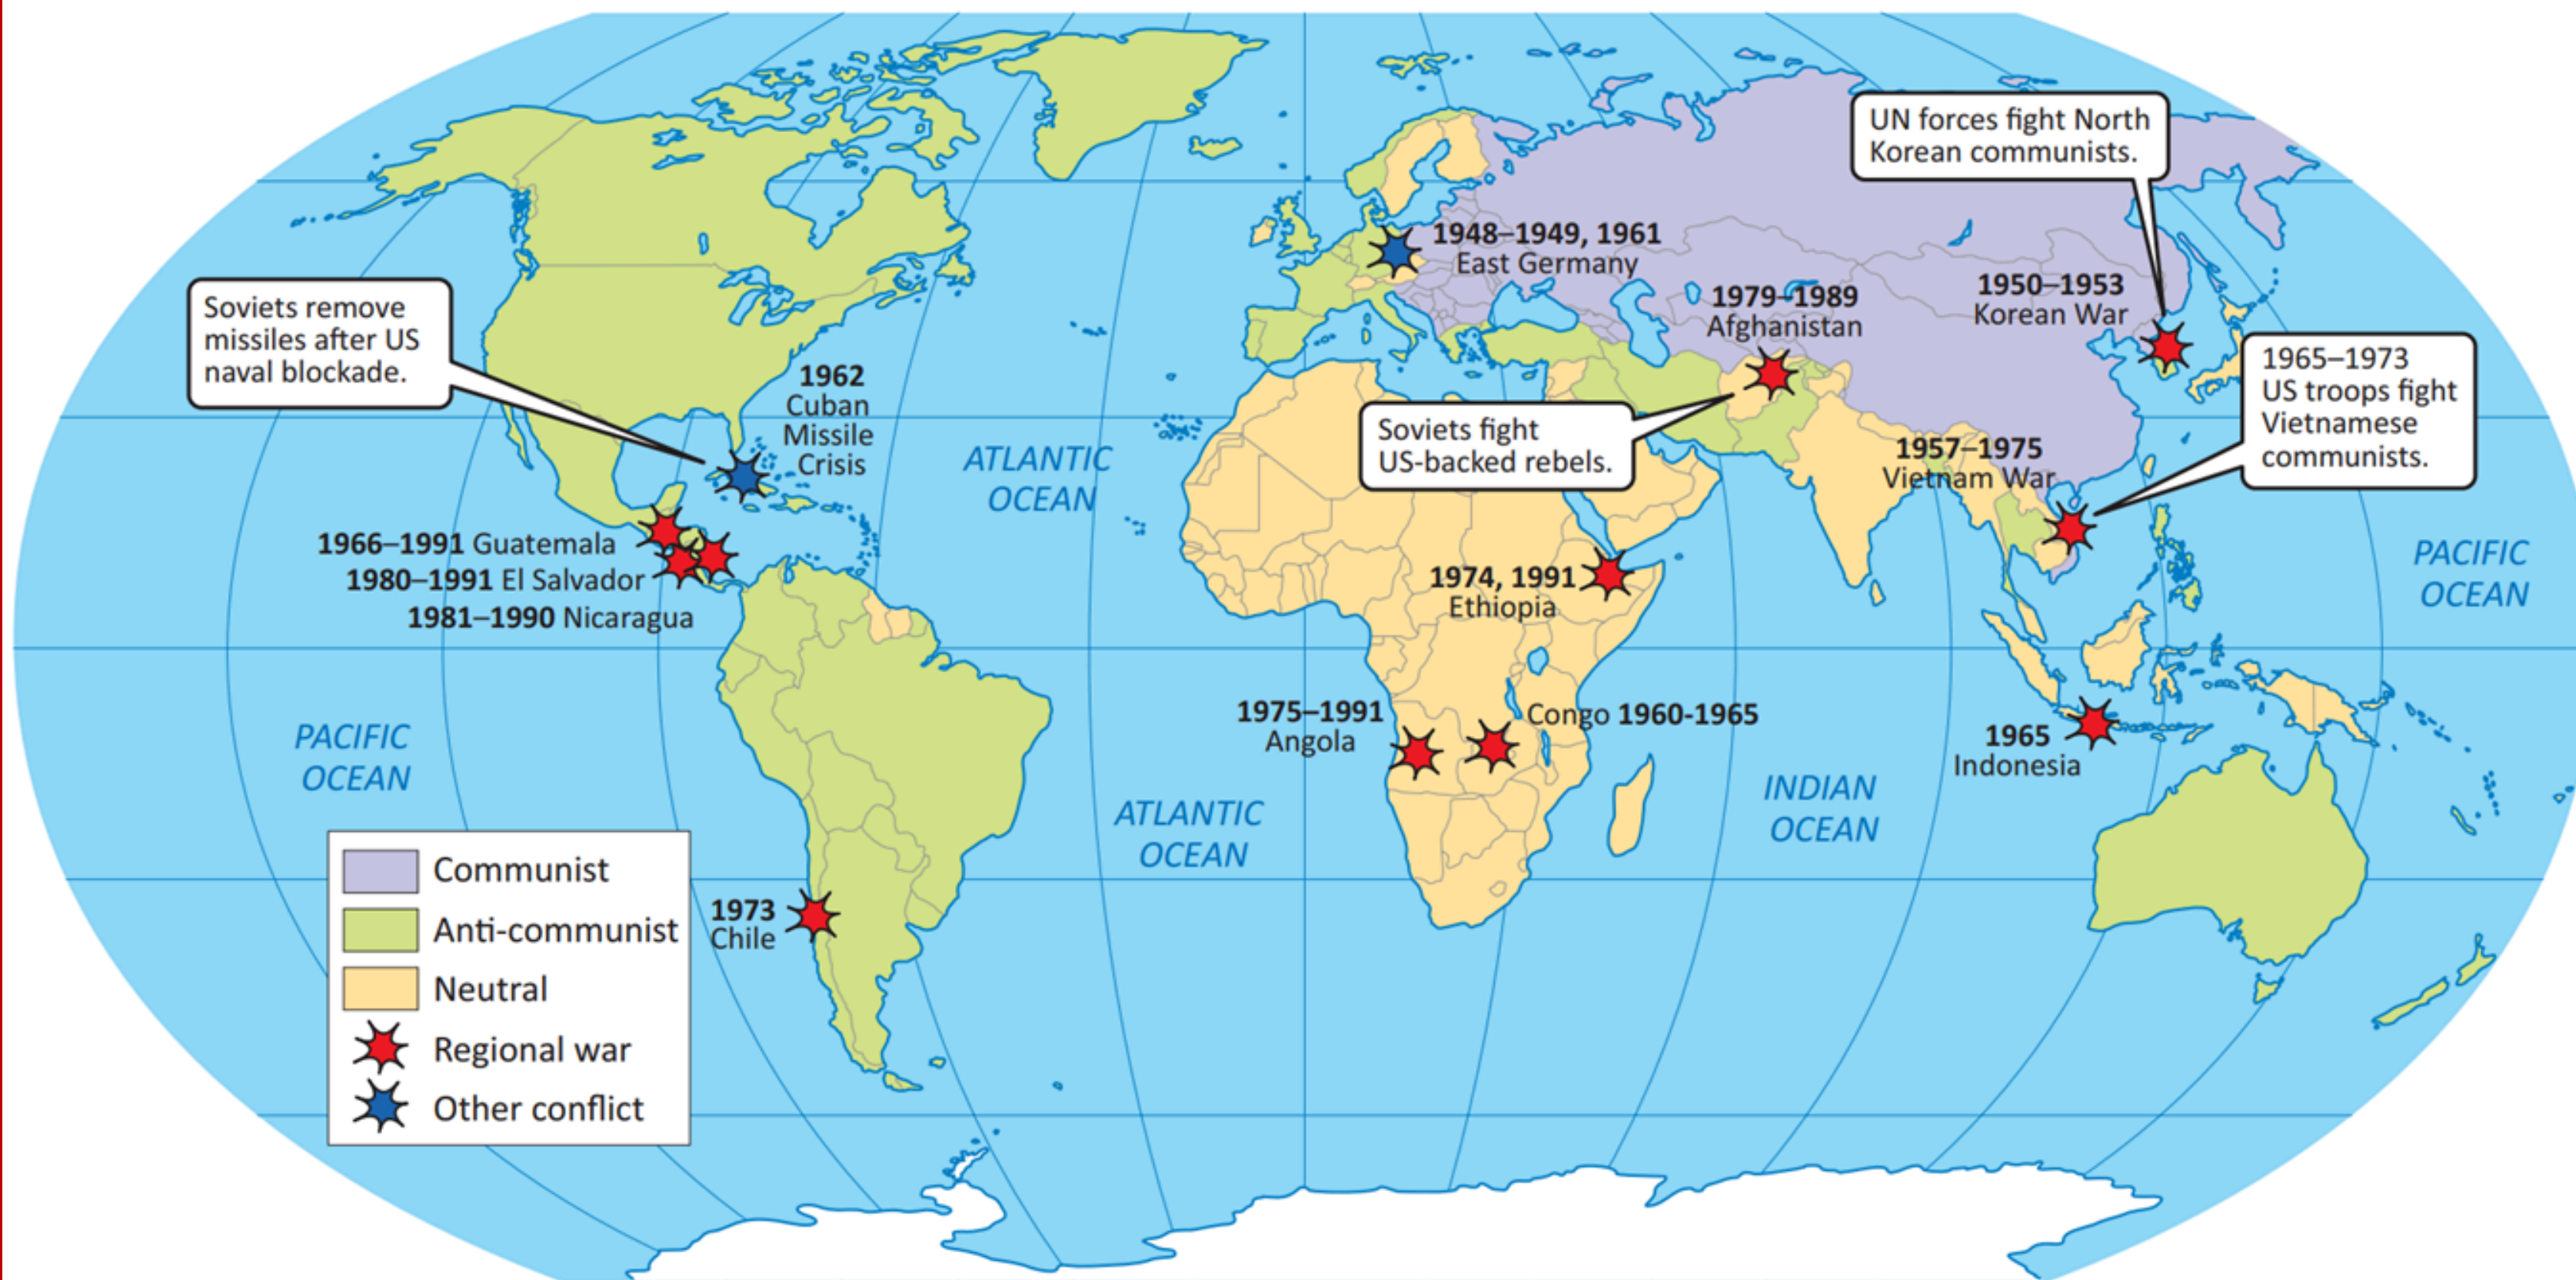 UN forces fight North
Korean communists.
1948–1949, 1961
East Germany
1979–1989
Afghanistan
1950–1953
Korean War
Soviets remove
missiles after US
naval blockade.
1962
Cuban
Missile
Crisis
ATLANTIC
OCEAN
Soviets fight
US-backed rebels.
1957–1975
Vietnam War
1965–1973
US troops fight
Vietnamese
communists.
1966–1991 Guatemala
1980–1991 El Salvador
1981–1990 Nicaragua
1974, 1991
Ethiopia
PACIFIC
OCEAN
PACIFIC
OCEAN
1975–1991
Angola
Congo 1960-1965
1965
Indonesia
ATLANTIC
OCEAN
INDIAN
OCEAN
1973
Chile
Communist
Anti-communist
Neutral
Regional war
Other conflict